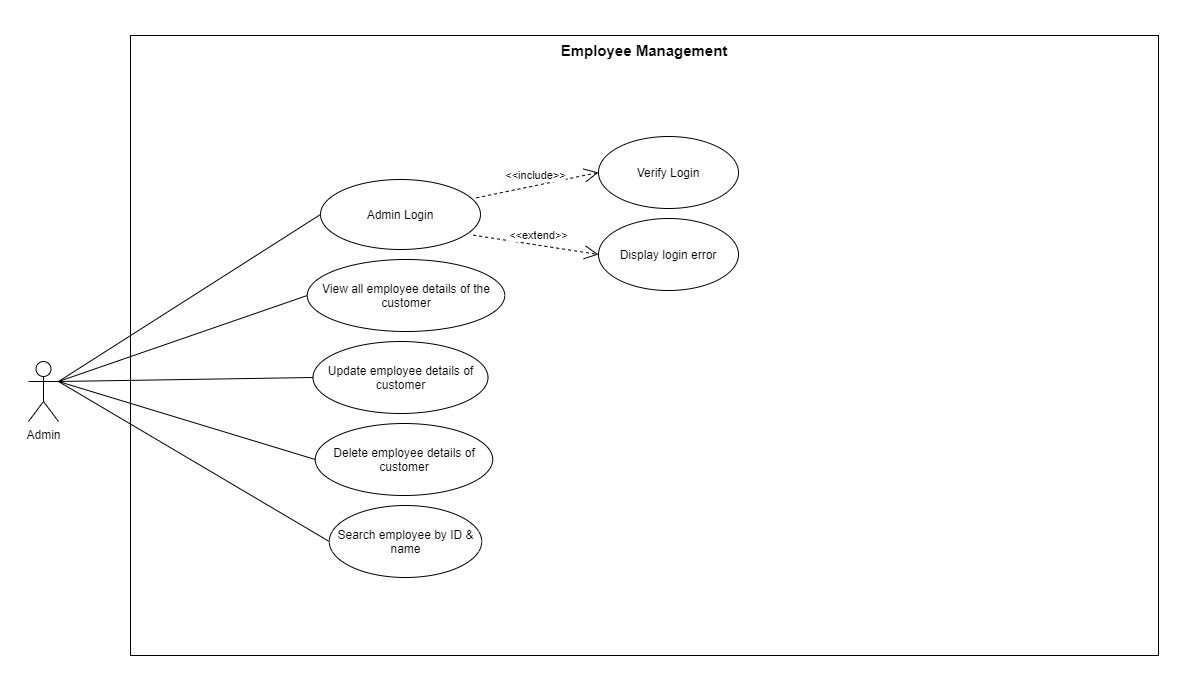 Employee Management
Verify Login
<<include>>
Admin Login
<<extend>>
Display login error
View all employee details of the
customer
Update employee details of
customer
Admin
Delete employee details of
customer
Search employee by ID &
name